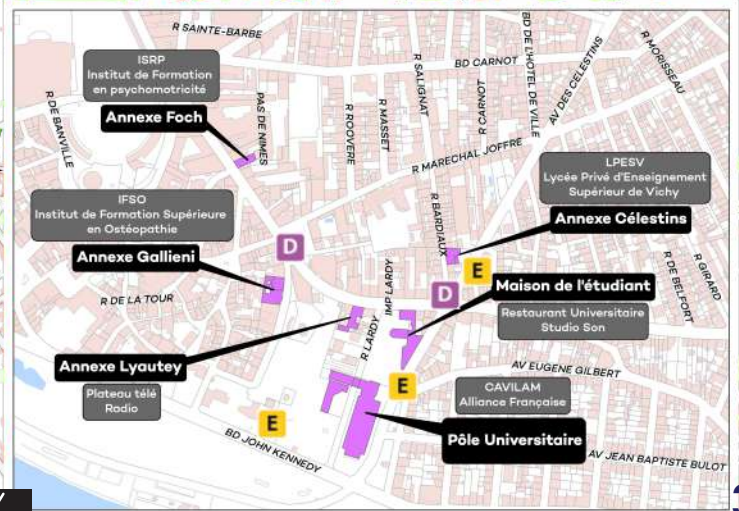 R SAINTE-BARBE
BD CARNOT
BD DE L'HOTEL DE VILLE
AV DES CELESTINS
R MORISSEAU
ISRP
Institut de Formation
en psychomotricité
Annexe Foch
R DE BANVILLE
PAS DE NIMES
R ROOVERE
R MASSET
R SALIGNAT
R CARNOT
R MARECHAL JOFFRE
LPESV
Lycée Privé d'Enseignement
Supérieur de Vichy
Annexe Célestins
IFSO
Institut de Formation Supérieure
en Ostéopathie
Annexe Gallieni
D
R BARDIAUX
E
D
Maison de l'étudiant
Restaurant Universitaire
Studio Son
R DE BELFORT
R GIRARD
R DE LA TOUR
IMP LARDY
R LARDY
Annexe Lyautey
Plateau télé
Radio
AV EUGENE GILBERT
E
CAVILAM
Alliance Française
Pôle Universitaire
E
BD JOHN KENNEDY
AV JEAN BAPTISTE BULOT